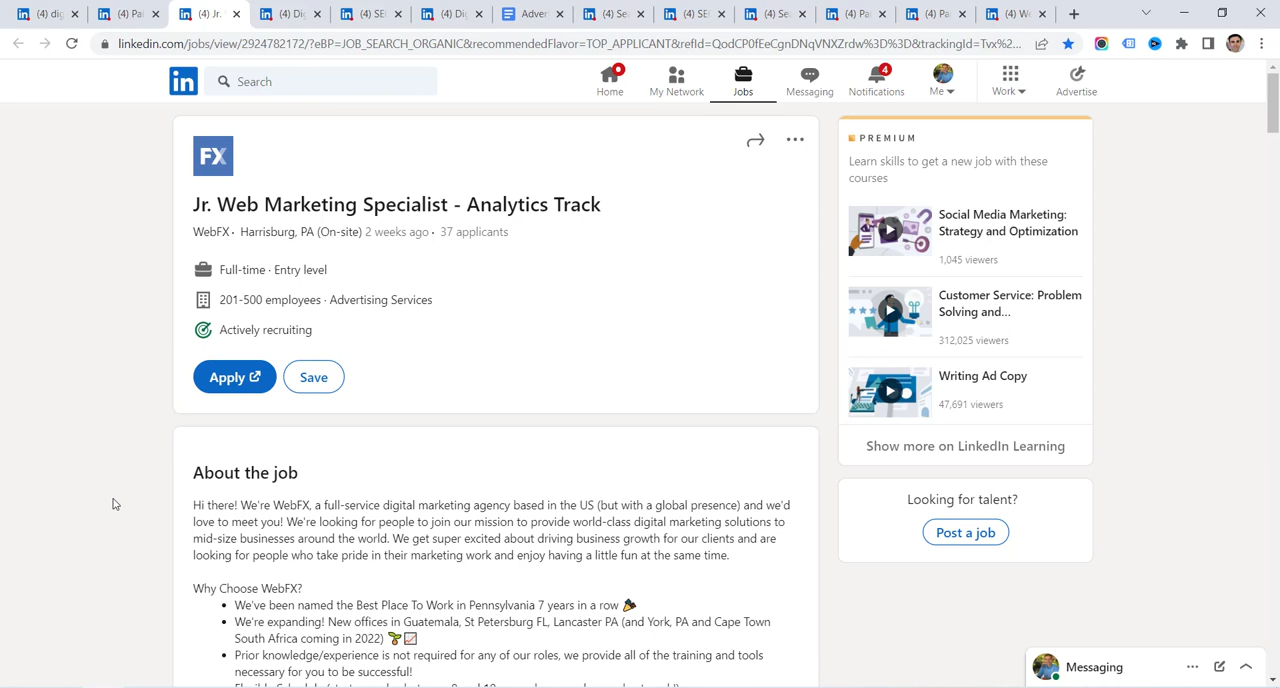 (4) dig
(4) Pai
(4) Jr.
(4) Dig
(4) SEO
(4) Dig
Adver
(4) Sea
(4) SEO
(4) Sea
(4) Pai
(4) Pai
(4) We
linkedin.com/jobs/view/2924782172/?eBP=JOB_SEARCH_ORGANIC&recommendedFlavor=TOP_APPLICANT&refId=QodCP0fEeCgnDNqVNXZrdw%3D%3D&trackingId=Tvx%2...
in
Search
Home
My Network
Jobs
Messaging
4
Notifications
Me
Work
Advertise
FX
Jr. Web Marketing Specialist - Analytics Track
WebFX · Harrisburg, PA (On-site) 2 weeks ago · 37 applicants
Full-time · Entry level
201-500 employees · Advertising Services
Actively recruiting
Apply
Save
About the job
Hi there! We're WebFX, a full-service digital marketing agency based in the US (but with a global presence) and we'd
love to meet you! We're looking for people to join our mission to provide world-class digital marketing solutions to
mid-size businesses around the world. We get super excited about driving business growth for our clients and are
looking for people who take pride in their marketing work and enjoy having a little fun at the same time.
Why Choose WebFX?
• We've been named the Best Place To Work in Pennsylvania 7 years in a row 🎉
• We're expanding! New offices in Guatemala, St Petersburg FL, Lancaster PA (and York, PA and Cape Town
South Africa coming in 2022) 🌱📈
• Prior knowledge/experience is not required for any of our roles, we provide all of the training and tools
necessary for you to be successful!
PREMIUM
Learn skills to get a new job with these
courses
Social Media Marketing:
Strategy and Optimization
1,045 viewers
Customer Service: Problem
Solving and...
312,025 viewers
Writing Ad Copy
47,691 viewers
Show more on LinkedIn Learning
Looking for talent?
Post a job
Messaging